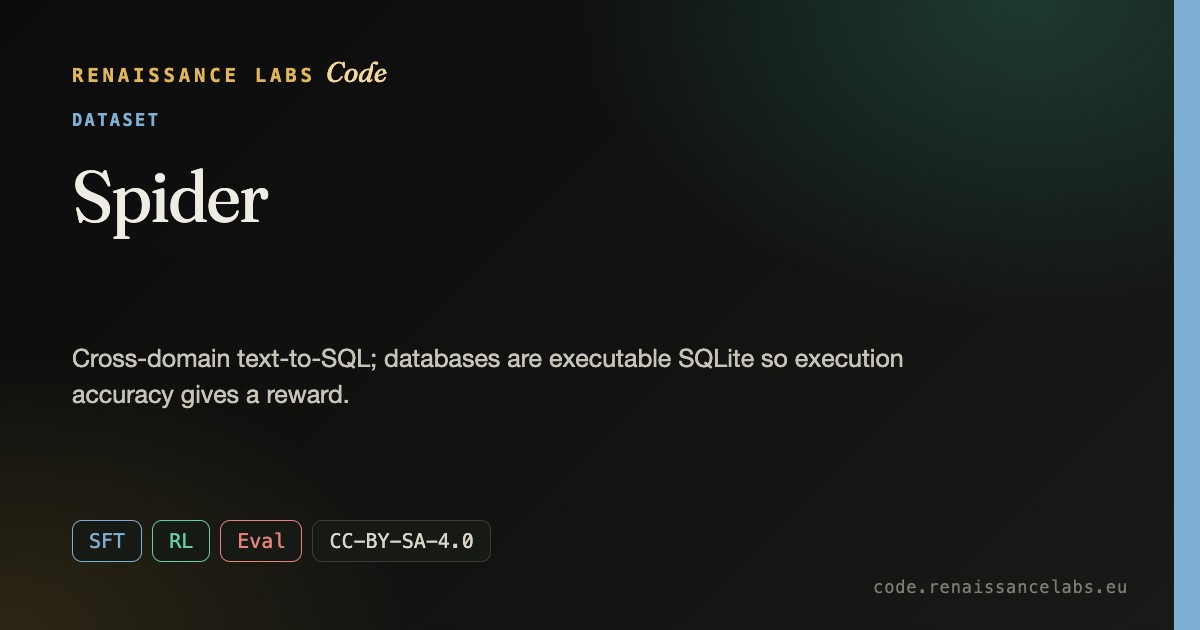 RENAISSANCE LABS Code
DATASET
Spider
Cross-domain text-to-SQL; databases are executable SQLite so execution
accuracy gives a reward.
SFT RL Eval CC-BY-SA-4.0
code.renaissancelabs.eu